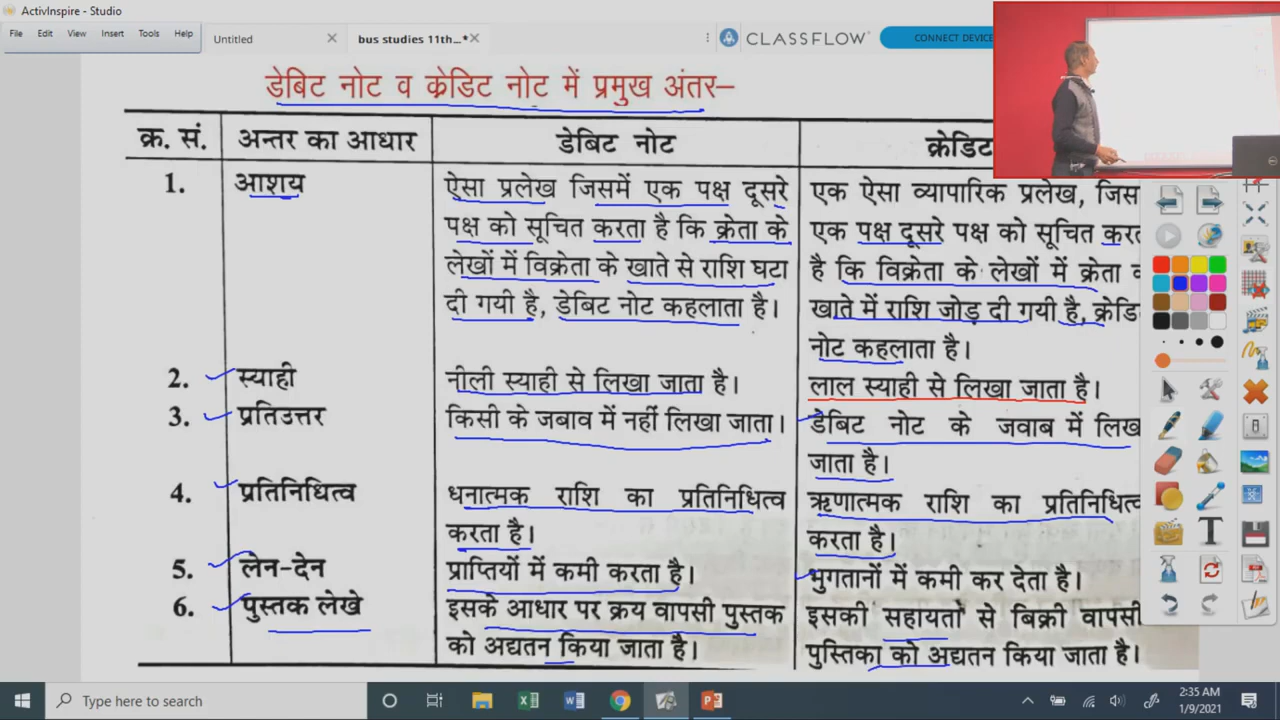 ActivInspire - Studio
File Edit View Insert Tools Help
Untitled
bus studies 11th...*
CLASSFLOW
CONNECT DEVICE
डेबिट नोट व क्रेडिट नोट में प्रमुख अंतर–
क्र. सं. अन्तर का आधार डेबिट नोट क्रेडिट
1. आशय ऐसा प्रलेख जिसमें एक पक्ष दूसरे एक ऐसा व्यापारिक प्रलेख, जिस
पक्ष को सूचित करता है कि क्रेता के एक पक्ष दूसरे पक्ष को सूचित करत
लेखों में विक्रेता के खाते से राशि घटा है कि विक्रेता के लेखों में क्रेता
दी गयी है, डेबिट नोट कहलाता है। खाते में राशि जोड़ दी गयी है, क्रेडि
नोट कहलाता है।
2. स्याही नीली स्याही से लिखा जाता है। लाल स्याही से लिखा जाता है।
3. प्रतिउत्तर किसी के जबाव में नहीं लिखा जाता। डेबिट नोट के जवाब में लिख
जाता है।
4. प्रतिनिधित्व धनात्मक राशि का प्रतिनिधित्व ऋणात्मक राशि का प्रतिनिधित्व
करता है। करता है।
5. लेन-देन प्राप्तियों में कमी करता है। भुगतानों में कमी कर देता है।
6. पुस्तक लेखे इसके आधार पर क्रय वापसी पुस्तक इसकी सहायता से बिक्री वापसी
को अद्यतन किया जाता है। पुस्तिका को अद्यतन किया जाता है।
Type here to search
2:35 AM
1/9/2021